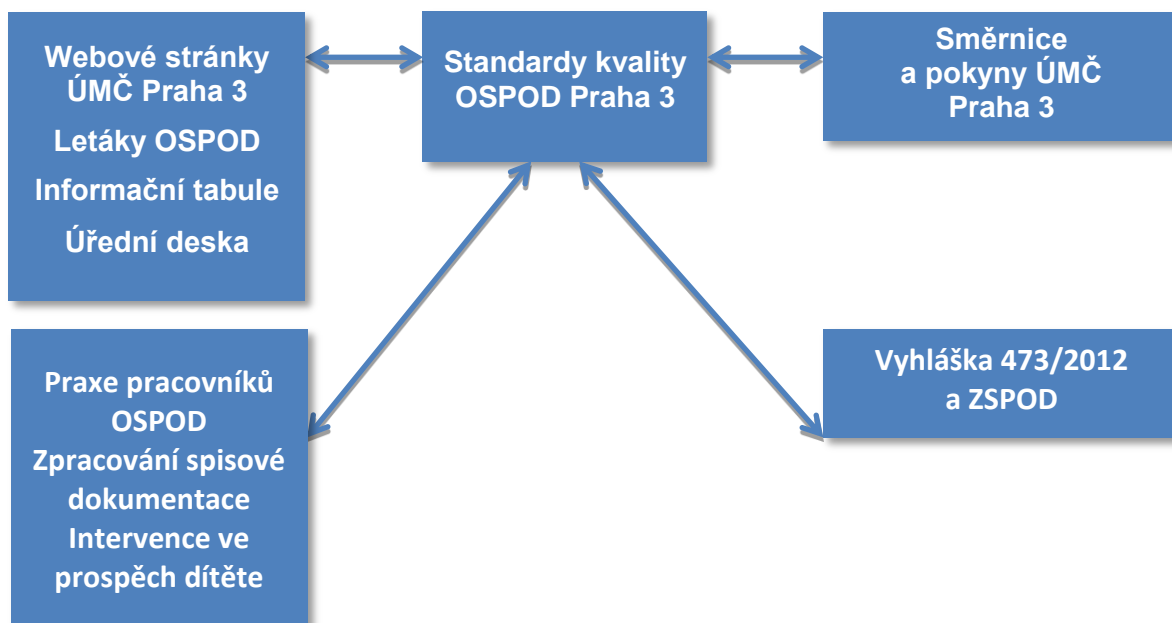 Webové stránky
ÚMČ Praha 3
Letáky OSPOD
Informační tabule
Úřední deska
Standardy kvality
OSPOD Praha 3
Směrnice
a pokyny ÚMČ
Praha 3
Praxe pracovníků
OSPOD
Zpracování spisové
dokumentace
Intervence ve
prospěch dítěte
Vyhláška 473/2012
a ZSPOD